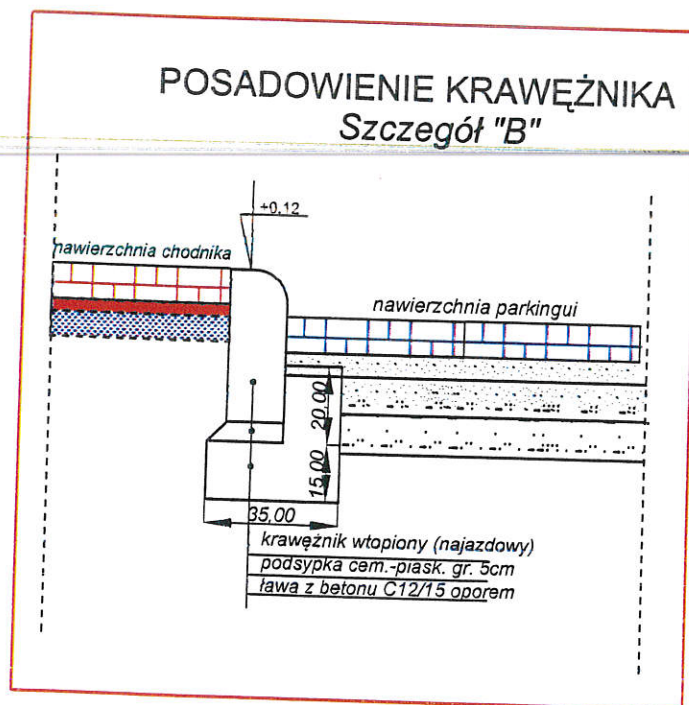 POSADOWIENIE KRAWĘŻNIKA
Szczegół "B"
+0,12
nawierzchnia chodnika
nawierzchnia parkingui
20,00
15,00
35,00
krawężnik wtopiony (najazdowy)
podsypka cem.-piask. gr. 5cm
ława z betonu C12/15 oporem